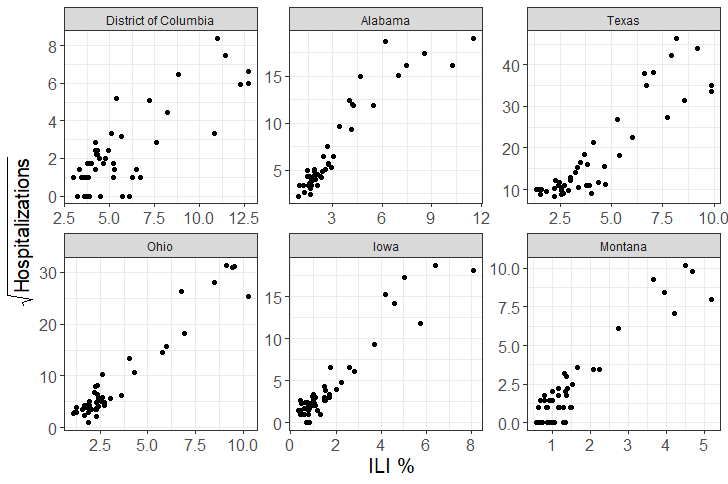 District of Columbia Alabama Texas
8 6 4 2 0
15 10 5
40 30 20 10
2.5 5.0 7.5 10.0 12.5 3 6 9 12 2.5 5.0 7.5 10.0
Ohio Iowa Montana
30 20 10 0
15 10 5 0
10.0 7.5 5.0 2.5 0.0
2.5 5.0 7.5 10.0 0 2 4 6 8 1 2 3 4 5
√Hospitalizations
ILI %